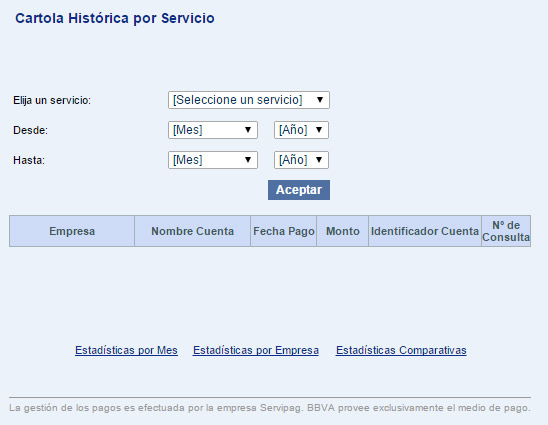 Cartola Histórica por Servicio
Elija un servicio: [Seleccione un servicio]
Desde: [Mes] [Año]
Hasta: [Mes] [Año]
Aceptar
Empresa Nombre Cuenta Fecha Pago Monto Identificador Cuenta Nº de Consulta
Estadísticas por Mes Estadísticas por Empresa Estadísticas Comparativas
La gestión de los pagos es efectuada por la empresa Servipag. BBVA provee exclusivamente el medio de pago.